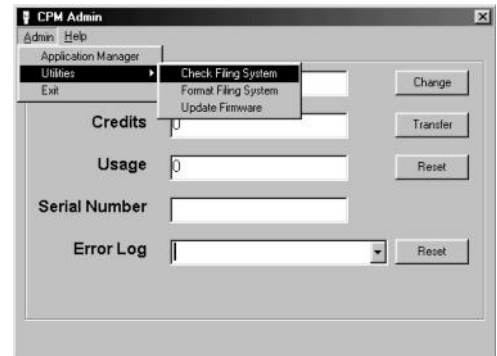 CPM Admin
Admin Help
Application Manager
Utilities
Exit
Check Filing System
Format Filing System
Update Firmware
Change
Credits 0 Transfer
Usage 0 Reset
Serial Number
Error Log Reset